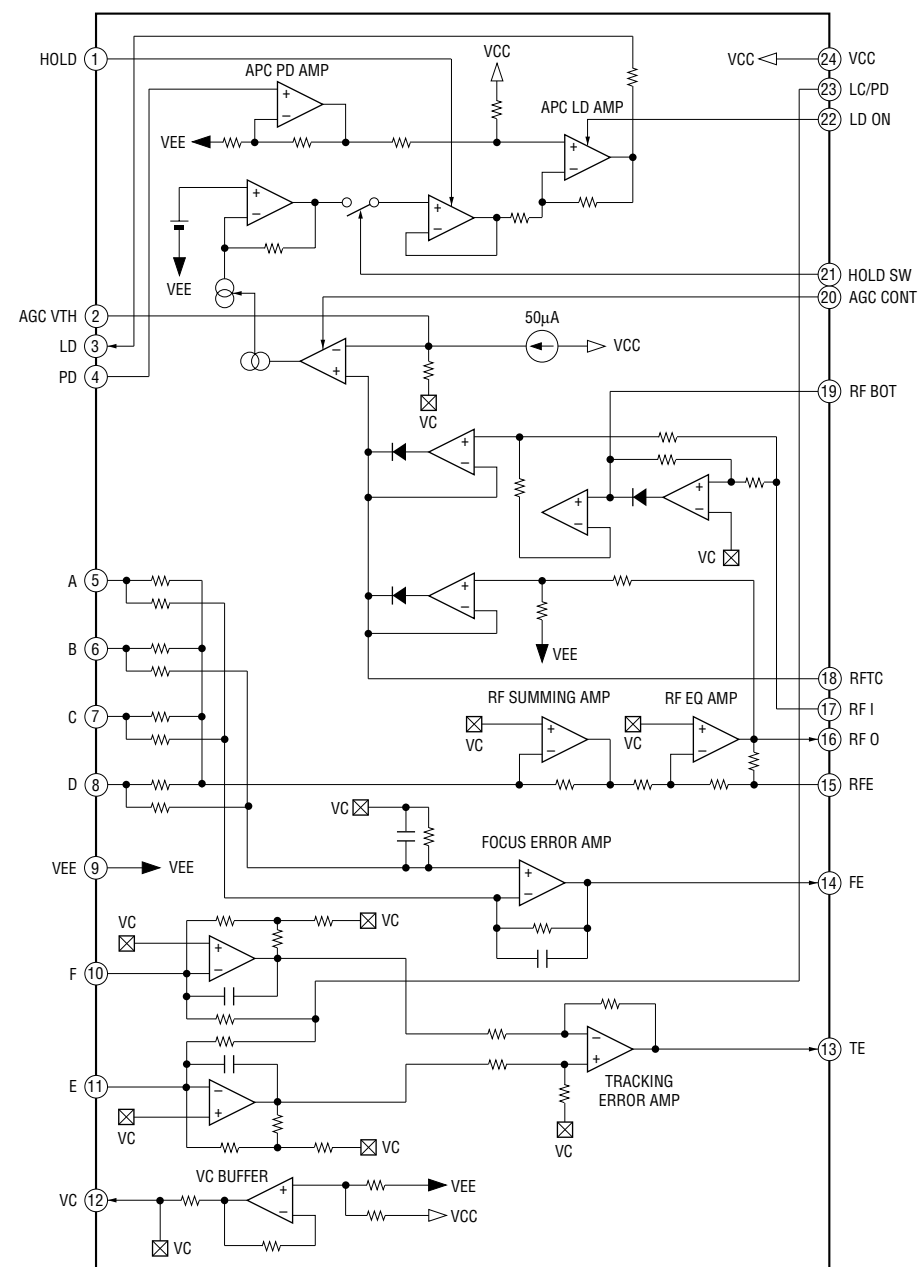 HOLD 1
APC PD AMP
VCC
APC LD AMP
VCC 24 VCC
23 LC/PD
22 LD ON
VEE
+
–
+
–
+
–
+
–
VEE
21 HOLD SW
20 AGC CONT
AGC VTH 2
50μA
LD 3
VCC
PD 4
–
+
VC
19 RF BOT
+
–
+
–
+
–
VC
A 5
+
–
B 6
VEE
18 RFTC
C 7
RF SUMMING AMP
RF EQ AMP
17 RF I
VC
+
–
VC
+
–
16 RF O
D 8
15 RFE
VC
FOCUS ERROR AMP
VEE 9 VEE
+
–
14 FE
VC
VC
+
–
F 10
–
+
13 TE
E 11
–
+
TRACKING
ERROR AMP
VC
VC
VC
VC BUFFER
VC 12
+
–
VEE
VCC
VC